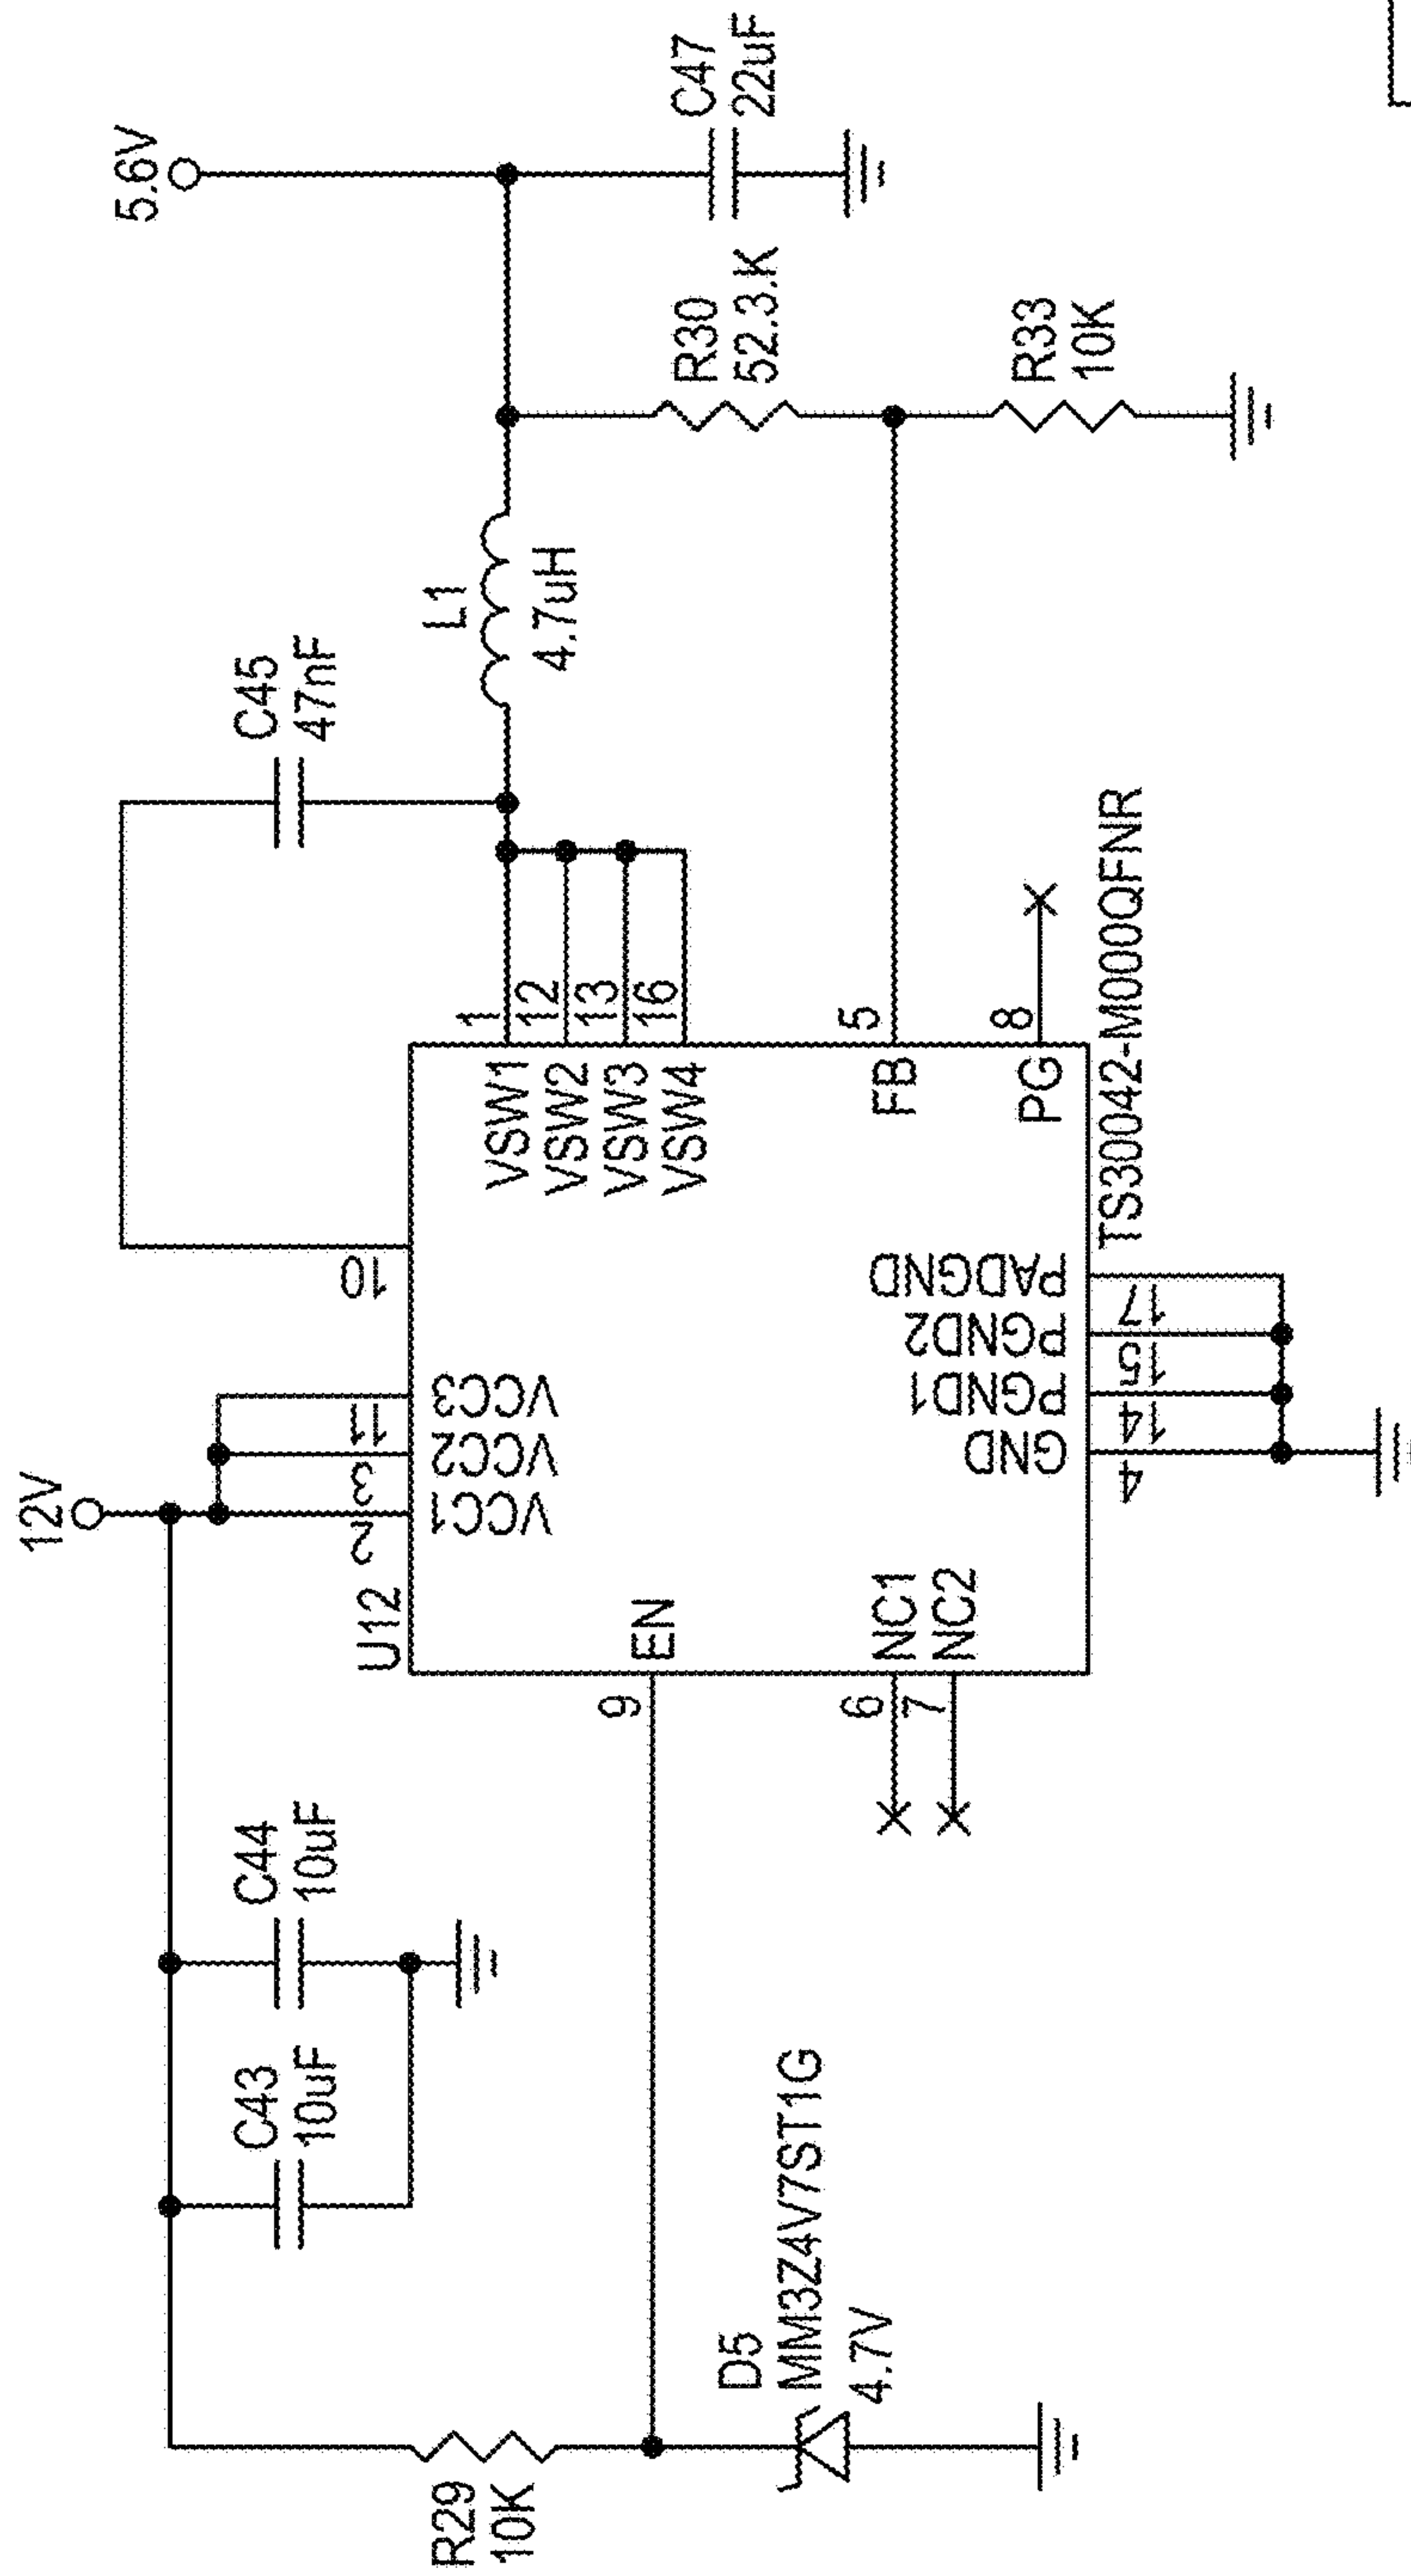 12V
5.6V
C45
47nF
L1
4.7uH
C47
22uF
R30
52.3.K
R33
10K
R29
10K
C43
10uF
C44
10uF
D5
MM3Z4V7ST1G
4.7V
U12
2
3
11
10
VCC1
VCC2
VCC3
9
EN
6
NC1
7
NC2
VSW1
1
VSW2
12
VSW3
13
VSW4
16
FB
5
PG
8
GND
PGND1
PGND2
PADGND
4
14
15
17
TS30042-M000QFNR